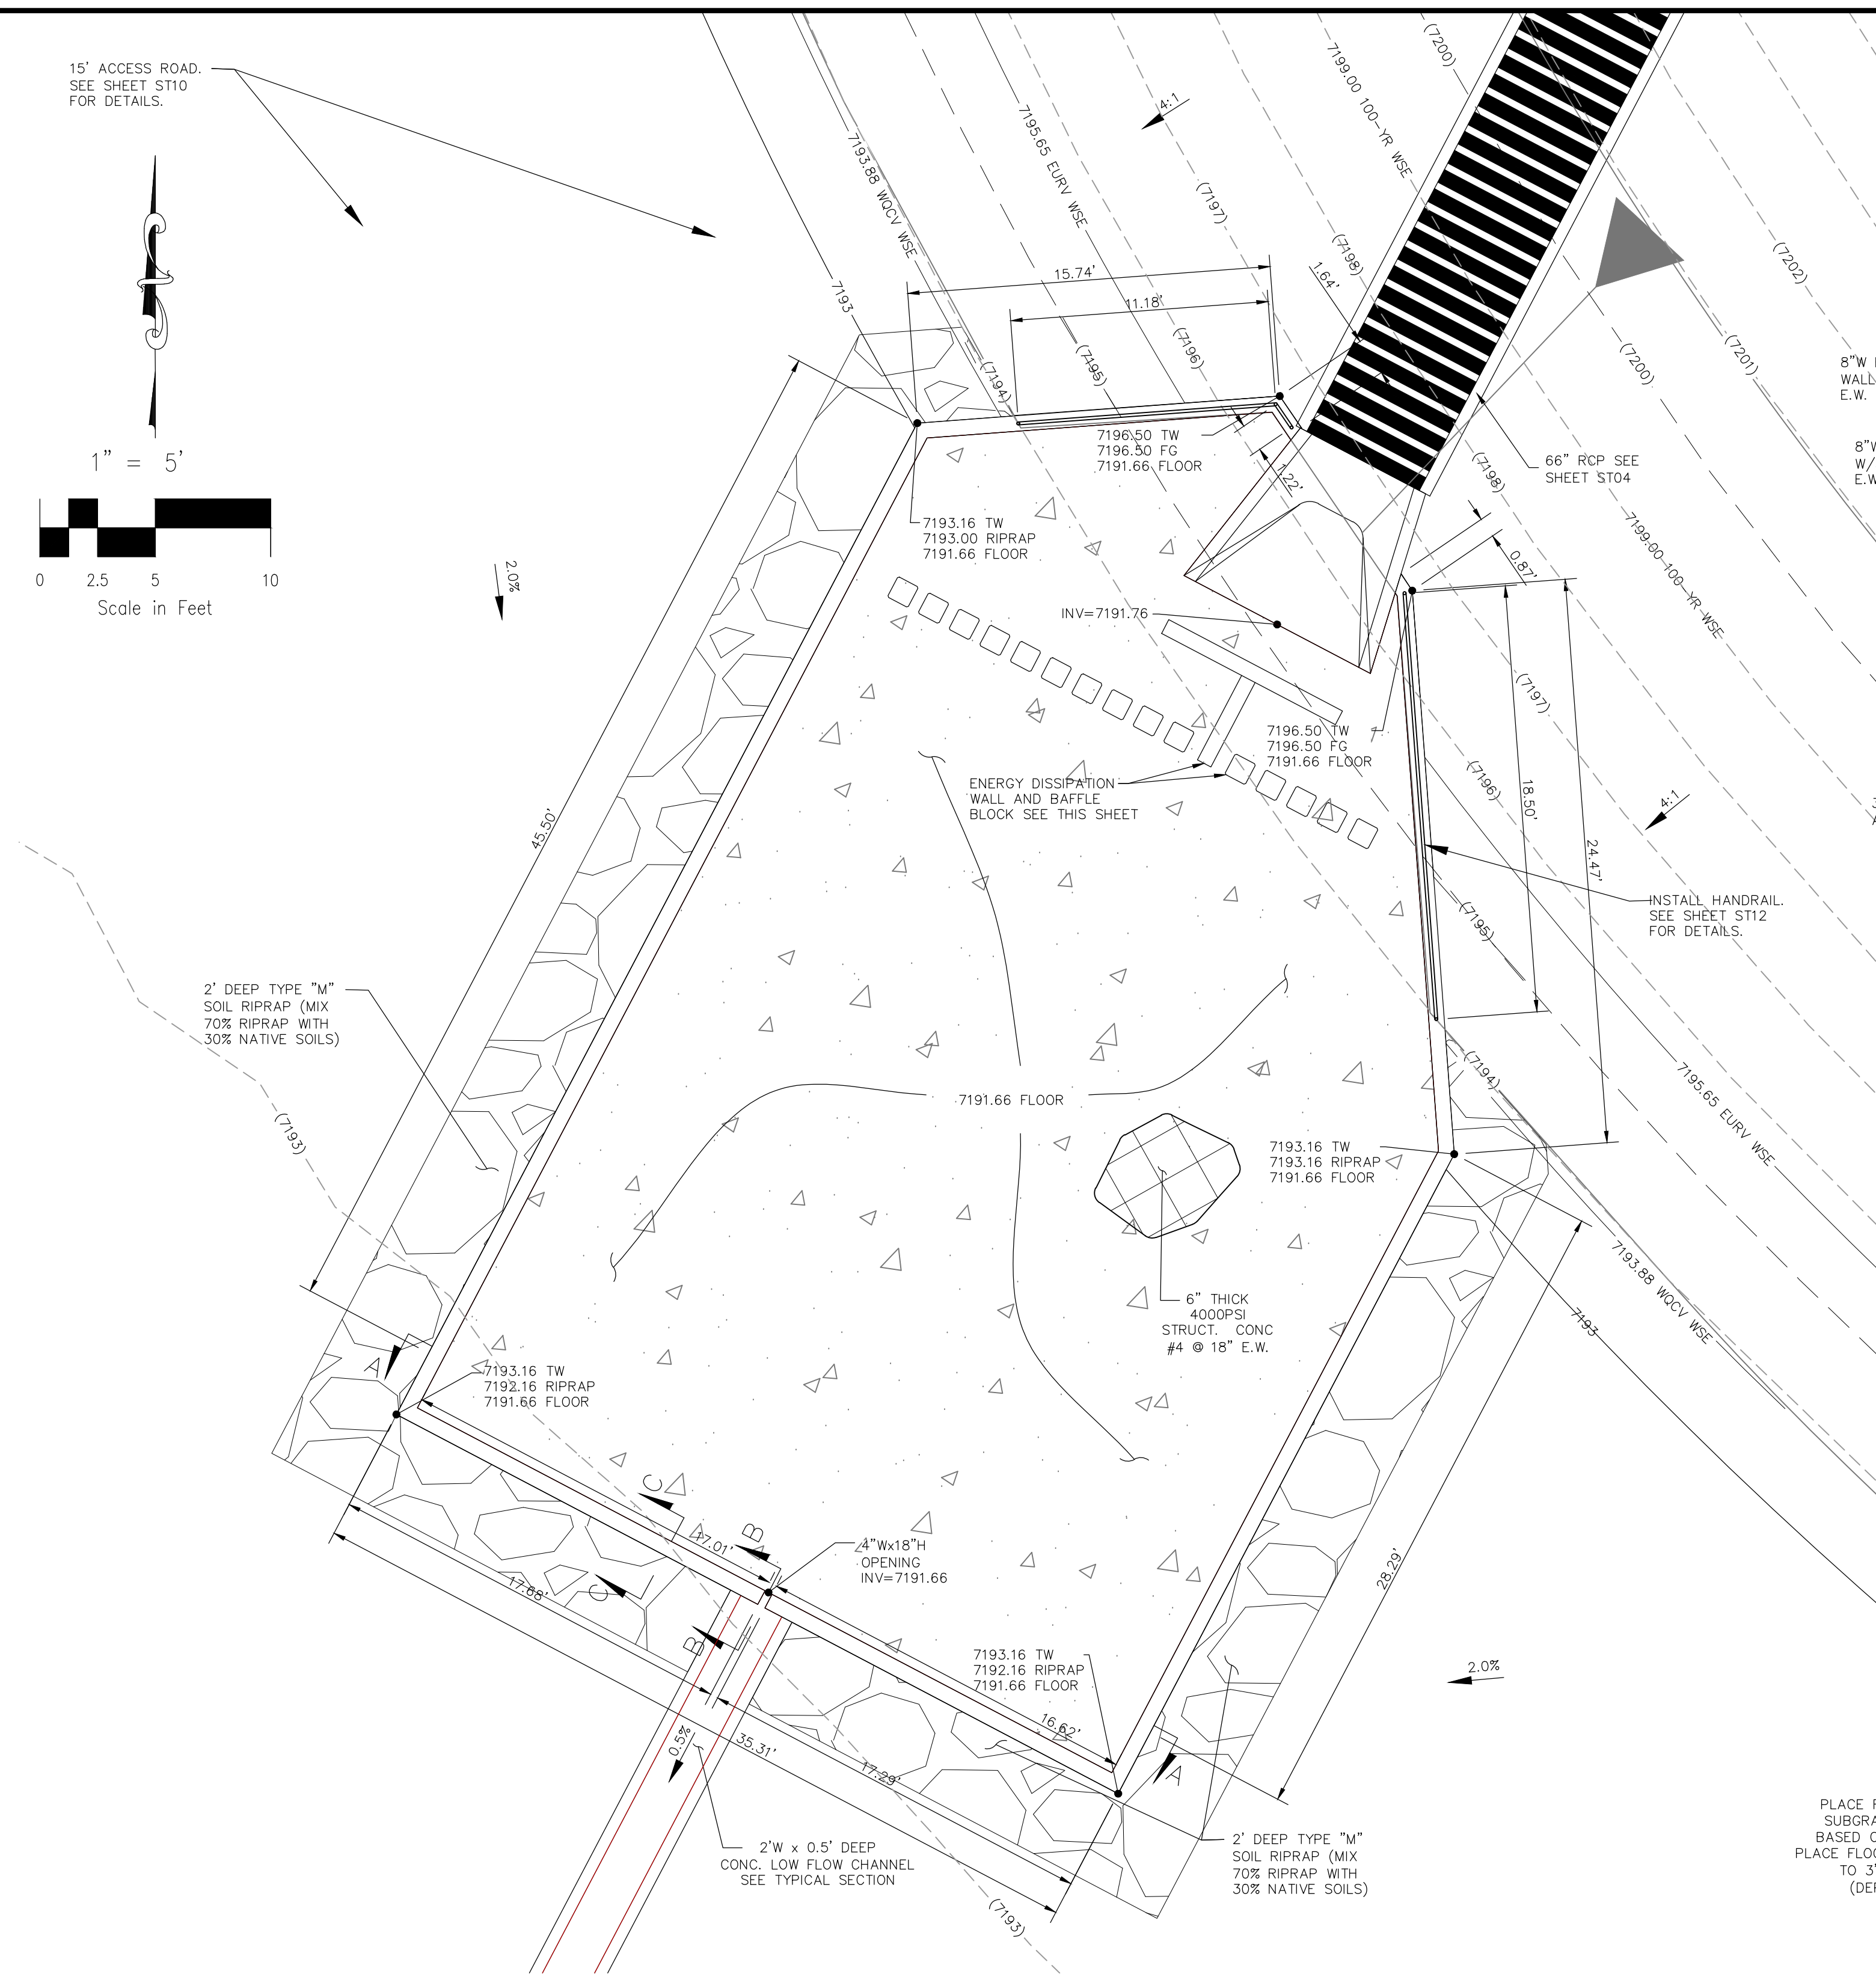 15' ACCESS ROAD.
SEE SHEET ST10
FOR DETAILS.
1" = 5'
0 2.5 5 10
Scale in Feet
2.0%
7193
7193.88 WQCV WSE
7195.65 EURV WSE
4:1
(7197)
(7198)
7199.00 100-YR WSE
(7200)
(7202)
(7201)
(7200)
15.74'
11.18'
1.64'
(7194)
(7195)
(7196)
8"W
WALL
E.W.
8"W
W/
E.W
7196.50 TW
7196.50 FG
7191.66 FLOOR
1.22'
66" RCP SEE
SHEET ST04
(7198)
7199.00 100-YR WSE
7193.16 TW
7193.00 RIPRAP
7191.66 FLOOR
0.87'
INV=7191.76
(7197)
7196.50 TW
7196.50 FG
7191.66 FLOOR
ENERGY DISSIPATION
WALL AND BAFFLE
BLOCK SEE THIS SHEET
(7196)
18.50'
4:1
24.47'
45.50'
INSTALL HANDRAIL.
SEE SHEET ST12
FOR DETAILS.
(7195)
2' DEEP TYPE "M"
SOIL RIPRAP (MIX
70% RIPRAP WITH
30% NATIVE SOILS)
(7194)
7195.65 EURV WSE
7191.66 FLOOR
(7193)
7193.16 TW
7193.16 RIPRAP
7191.66 FLOOR
7193.88 WQCV WSE
7193
6" THICK
4000PSI
STRUCT. CONC
#4 @ 18" E.W.
A
7193.16 TW
7192.16 RIPRAP
7191.66 FLOOR
C
B
17.01'
4"Wx18"H
OPENING
INV=7191.66
17.68'
C
28.29'
B
7193.16 TW
7192.16 RIPRAP
7191.66 FLOOR
2.0%
16.62'
0.5%
35.31'
17.29'
A
2'W x 0.5' DEEP
CONC. LOW FLOW CHANNEL
SEE TYPICAL SECTION
2' DEEP TYPE "M"
SOIL RIPRAP (MIX
70% RIPRAP WITH
30% NATIVE SOILS)
(7193)
PLACE
SUBGRA
BASED
PLACE FLOO
TO 3'
(DEP